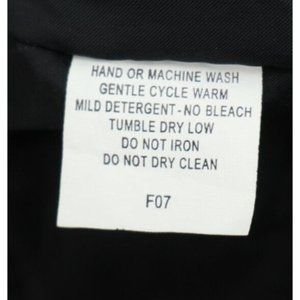 HAND OR MACHINE WASH
GENTLE CYCLE WARM
MILD DETERGENT-NO BLEACH
TUMBLE DRY LOW
DO NOT IRON
DO NOT DRY CLEAN
F07